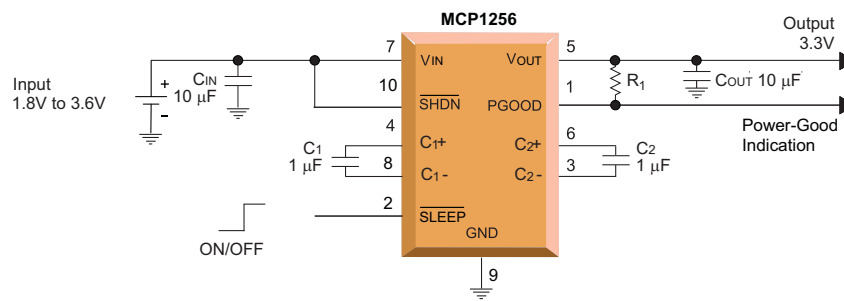 MCP1256
Output
3.3V
7
VIN
VOUT
5
Input
1.8V to 3.6V
+
-
CIN
10 µF
10
SHDN
PGOOD
1
R1
COUT 10 µF
Power-Good
Indication
4
C1+
C2+
6
C1
1 µF
8
C1-
C2-
3
C2
1 µF
2
SLEEP
ON/OFF
GND
9